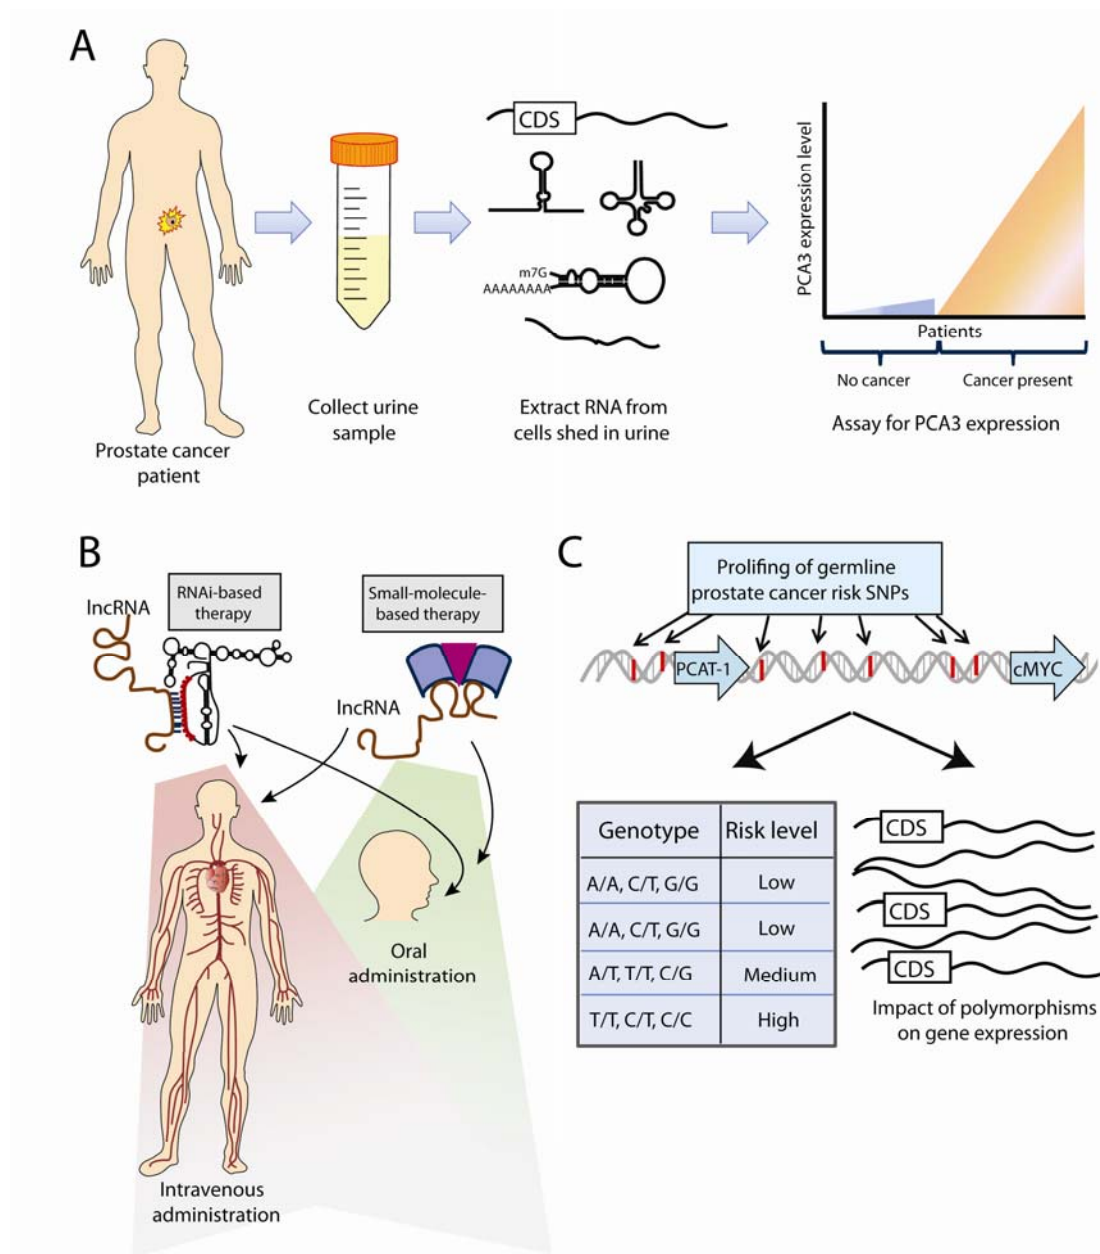 A
CDS
m7G
AAAAAAAA
PCA3 expression level
Patients
No cancer
Cancer present
Prostate cancer
patient
Collect urine
sample
Extract RNA from
cells shed in urine
Assay for PCA3 expression
B
lncRNA
RNAi-based
therapy
Small-molecule-
based therapy
lncRNA
Oral
administration
Intravenous
administration
C
Prolifing of germline
prostate cancer risk SNPs
PCAT-1
cMYC
Genotype Risk level
A/A, C/T, G/G Low
A/A, C/T, G/G Low
A/T, T/T, C/G Medium
T/T, C/T, C/C High
CDS
CDS
CDS
Impact of polymorphisms
on gene expression